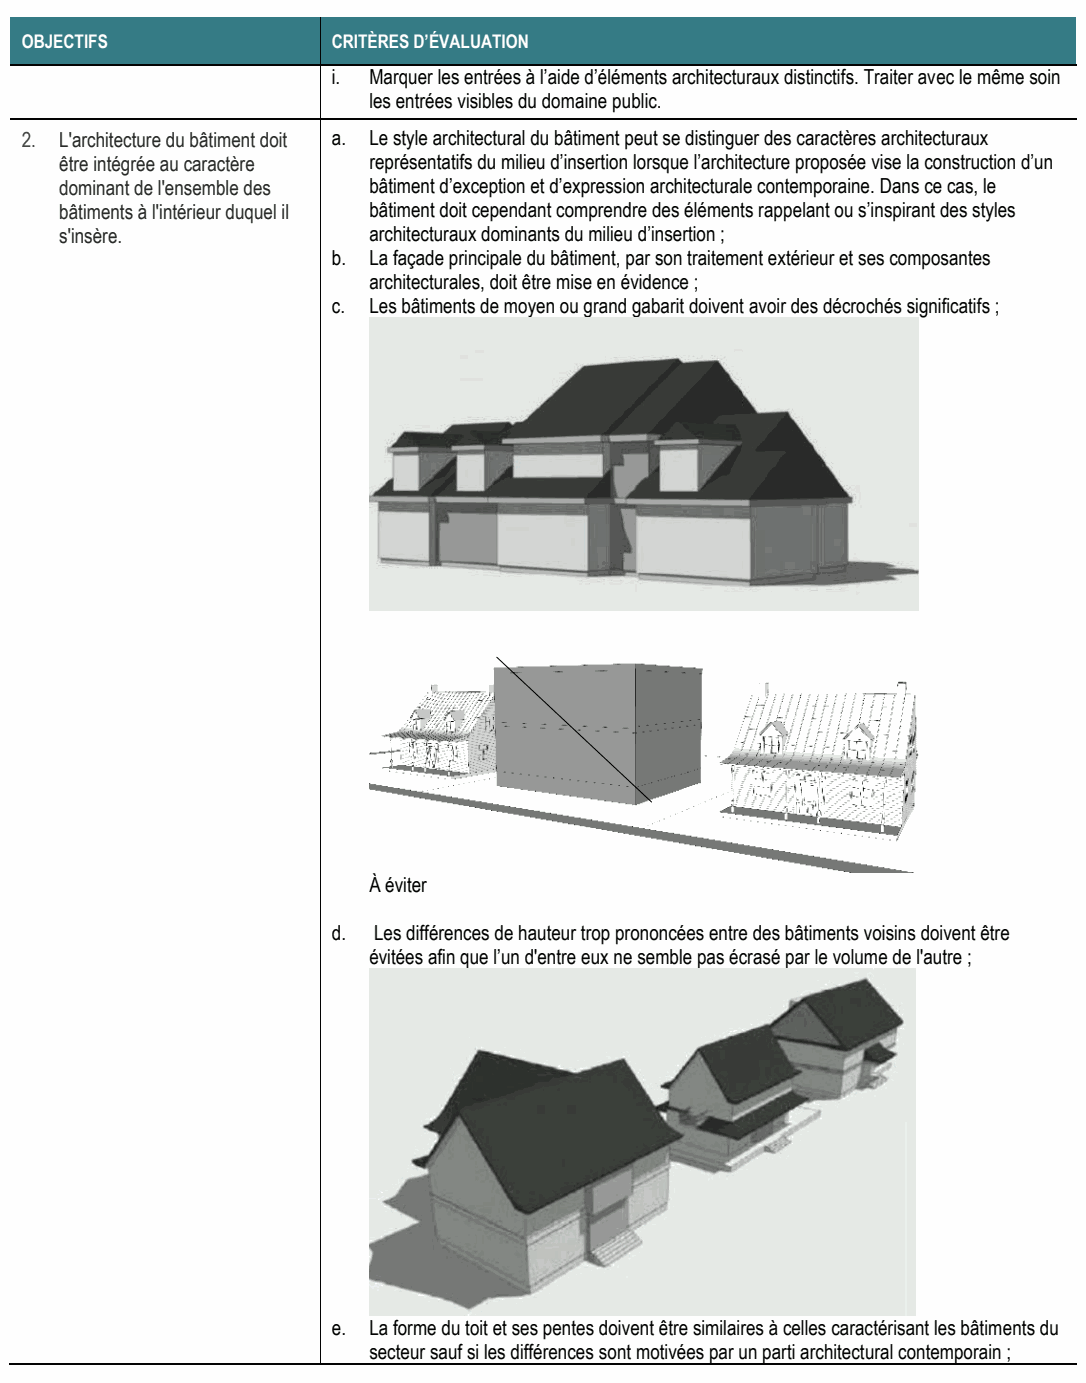 OBJECTIFS
CRITÈRES D’ÉVALUATION
i. Marquer les entrées à l’aide d’éléments architecturaux distinctifs. Traiter avec le même soin
les entrées visibles du domaine public.
2. L'architecture du bâtiment doit
être intégrée au caractère
dominant de l'ensemble des
bâtiments à l'intérieur duquel il
s'insère.
a. Le style architectural du bâtiment peut se distinguer des caractères architecturaux
représentatifs du milieu d’insertion lorsque l’architecture proposée vise la construction d’un
bâtiment d’exception et d’expression architecturale contemporaine. Dans ce cas, le
bâtiment doit cependant comprendre des éléments rappelant ou s’inspirant des styles
architecturaux dominants du milieu d’insertion ;
b. La façade principale du bâtiment, par son traitement extérieur et ses composantes
architecturales, doit être mise en évidence ;
c. Les bâtiments de moyen ou grand gabarit doivent avoir des décrochés significatifs ;
À éviter
d. Les différences de hauteur trop prononcées entre des bâtiments voisins doivent être
évitées afin que l’un d'entre eux ne semble pas écrasé par le volume de l'autre ;
e. La forme du toit et ses pentes doivent être similaires à celles caractérisant les bâtiments du
secteur sauf si les différences sont motivées par un parti architectural contemporain ;